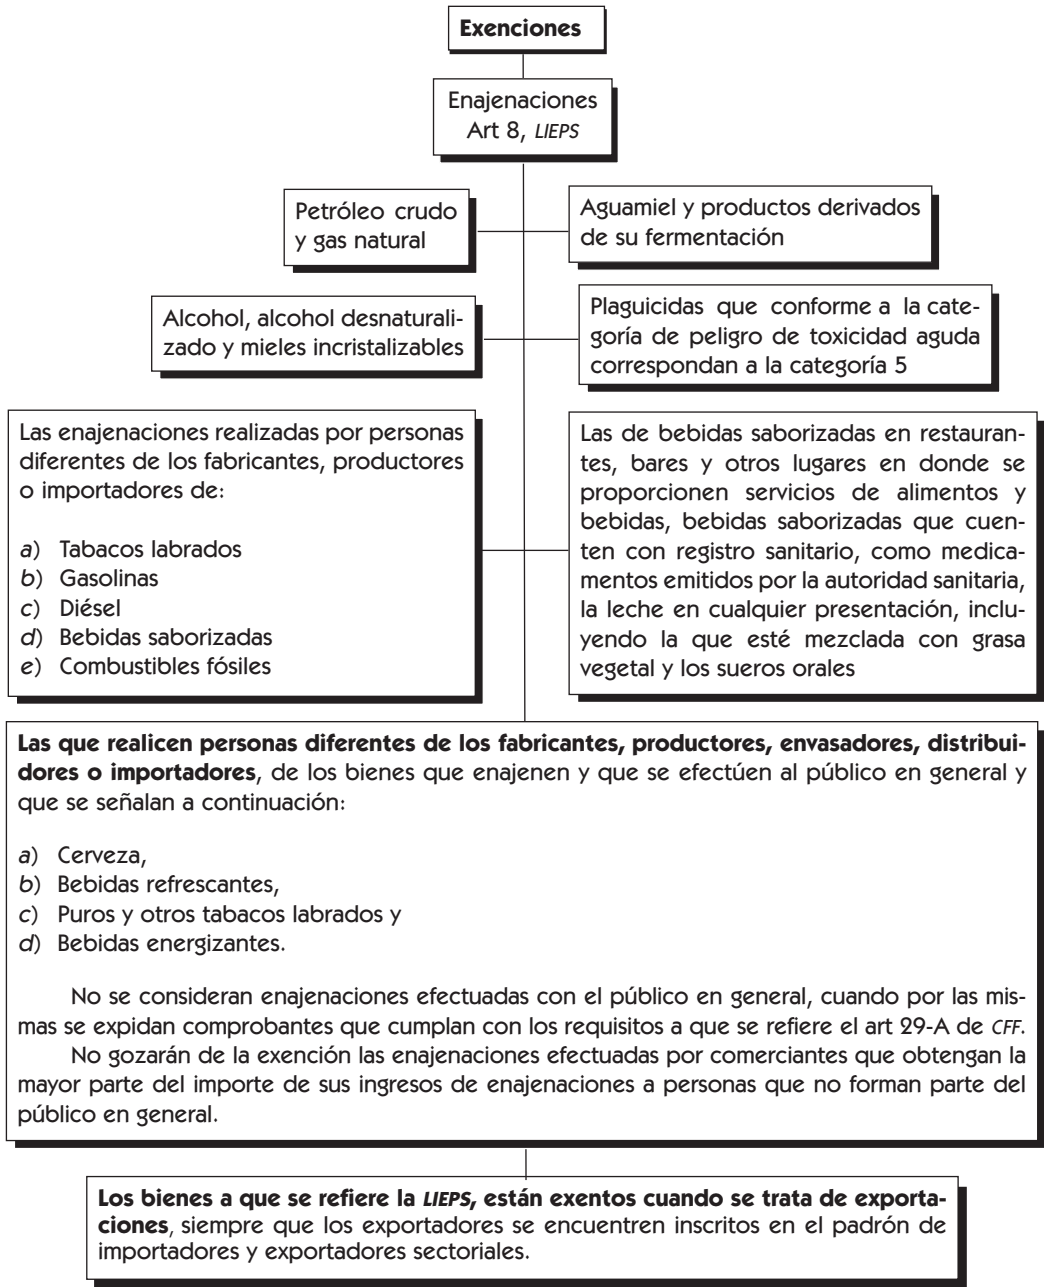 Exenciones
Enajenaciones
Art 8, LIEPS
Petróleo crudo
y gas natural
Aguamiel y productos derivados
de su fermentación
Alcohol, alcohol desnaturali-
zado y mieles incristalizables
Plaguicidas que conforme a la cate-
goría de peligro de toxicidad aguda
correspondan a la categoría 5
Las enajenaciones realizadas por personas
diferentes de los fabricantes, productores
o importadores de:
a) Tabacos labrados
b) Gasolinas
c) Diésel
d) Bebidas saborizadas
e) Combustibles fósiles
Las de bebidas saborizadas en restauran-
tes, bares y otros lugares en donde se
proporcionen servicios de alimentos y
bebidas, bebidas saborizadas que cuen-
ten con registro sanitario, como medica-
mentos emitidos por la autoridad sanitaria,
la leche en cualquier presentación, inclu-
yendo la que esté mezclada con grasa
vegetal y los sueros orales
Las que realicen personas diferentes de los fabricantes, productores, envasadores, distribui-
dores o importadores, de los bienes que enajenen y que se efectúen al público en general y
que se señalan a continuación:
a) Cerveza,
b) Bebidas refrescantes,
c) Puros y otros tabacos labrados y
d) Bebidas energizantes.
No se consideran enajenaciones efectuadas con el público en general, cuando por las mis-
mas se expidan comprobantes que cumplan con los requisitos a que se refiere el art 29-A de CFF.
No gozarán de la exención las enajenaciones efectuadas por comerciantes que obtengan la
mayor parte del importe de sus ingresos de enajenaciones a personas que no forman parte del
público en general.
Los bienes a que se refiere la LIEPS, están exentos cuando se trata de exporta-
ciones, siempre que los exportadores se encuentren inscritos en el padrón de
importadores y exportadores sectoriales.